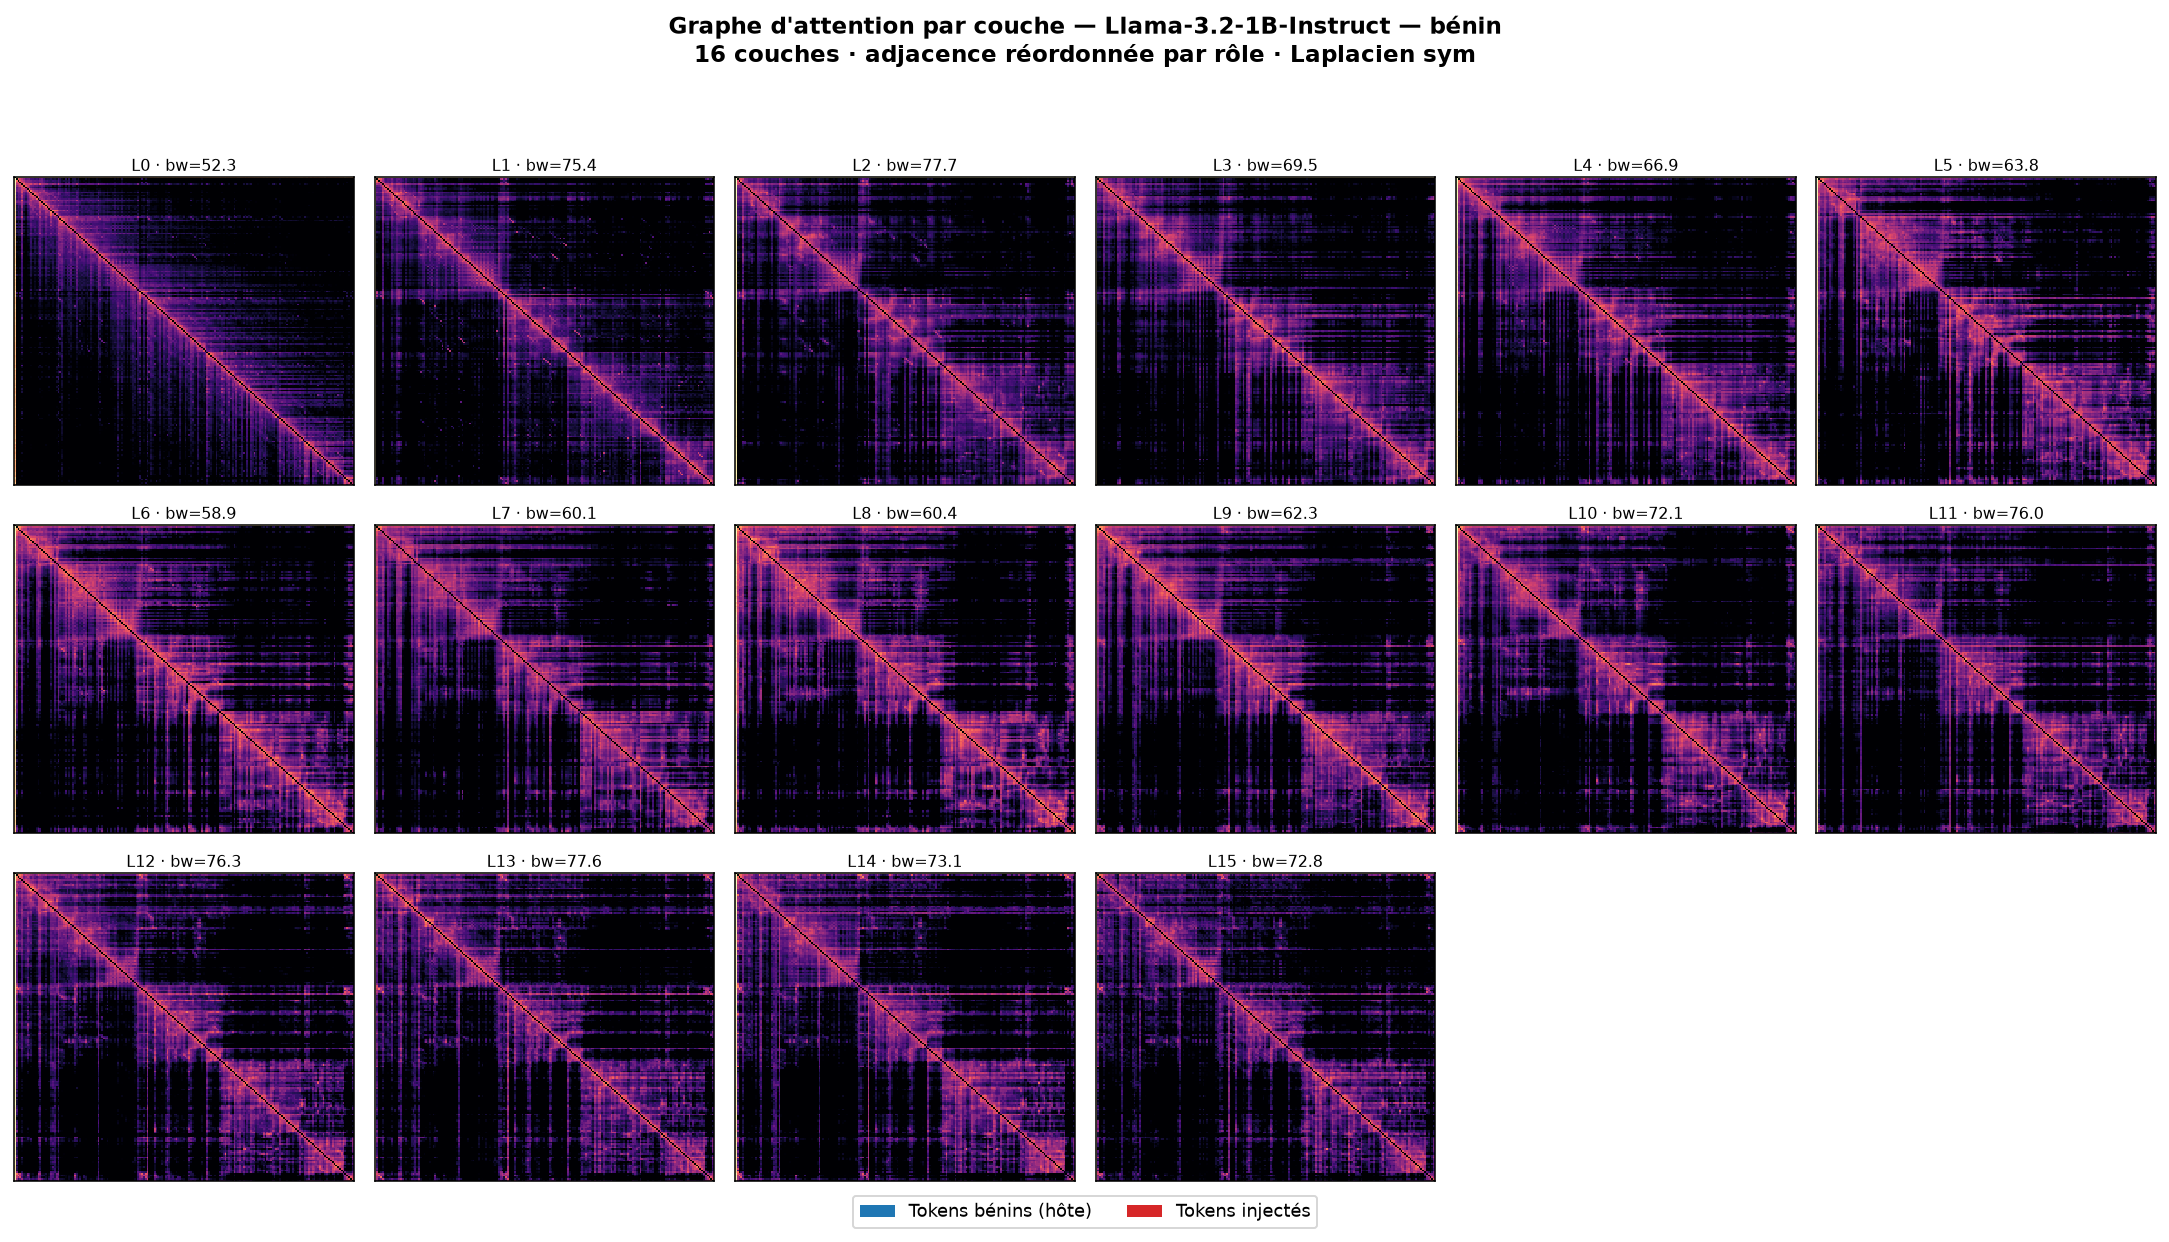 Graphe d'attention par couche — Llama-3.2-1B-Instruct — bénin
16 couches · adjacence réordonnée par rôle · Laplacien sym
L0 · bw=52.3
L1 · bw=75.4
L2 · bw=77.7
L3 · bw=69.5
L4 · bw=66.9
L5 · bw=63.8
L6 · bw=58.9
L7 · bw=60.1
L8 · bw=60.4
L9 · bw=62.3
L10 · bw=72.1
L11 · bw=76.0
L12 · bw=76.3
L13 · bw=77.6
L14 · bw=73.1
L15 · bw=72.8
Tokens bénins (hôte)
Tokens injectés